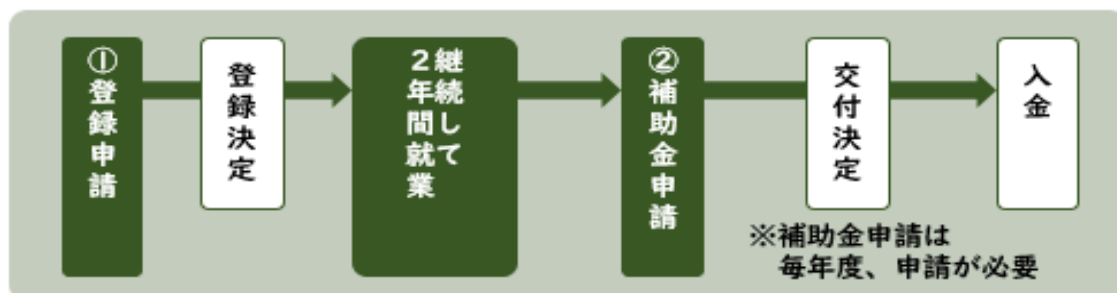 ①登録申請
登録決定
継続して
２年間就業
②補助金申請
交付決定
入金
※補助金申請は
毎年度、申請が必要